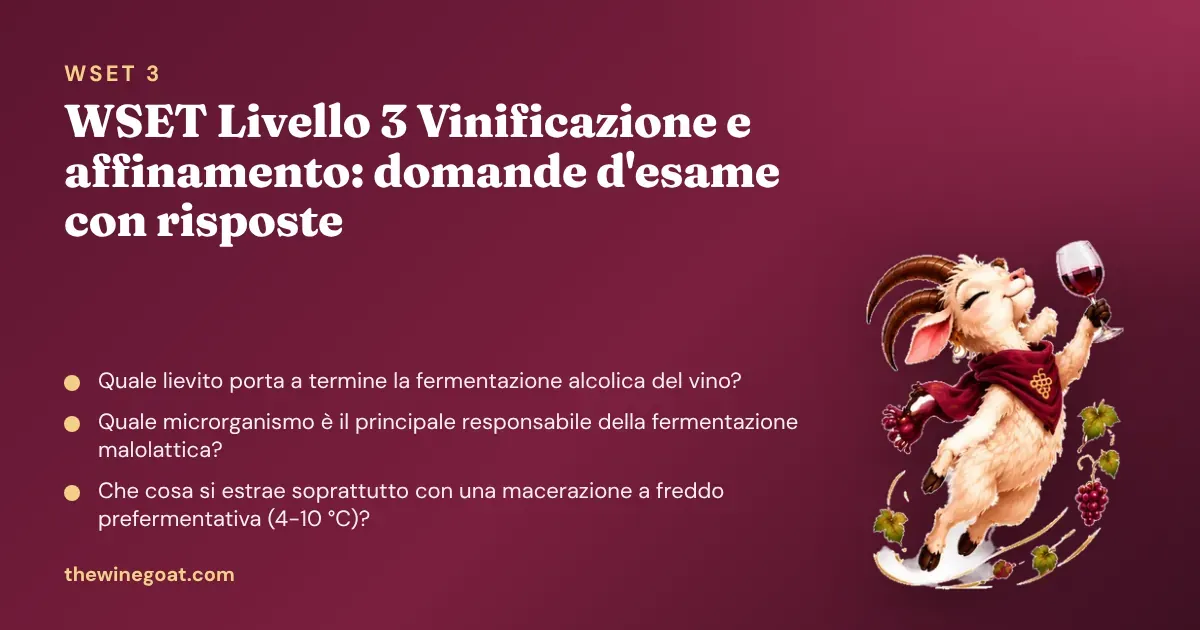 WSET 3
WSET Livello 3 Vinificazione e
affinamento: domande d'esame
con risposte
Quale lievito porta a termine la fermentazione alcolica del vino?
Quale microrganismo è il principale responsabile della fermentazione
malolattica?
Che cosa si estrae soprattutto con una macerazione a freddo
prefermentativa (4–10 °C)?
thewinegoat.com